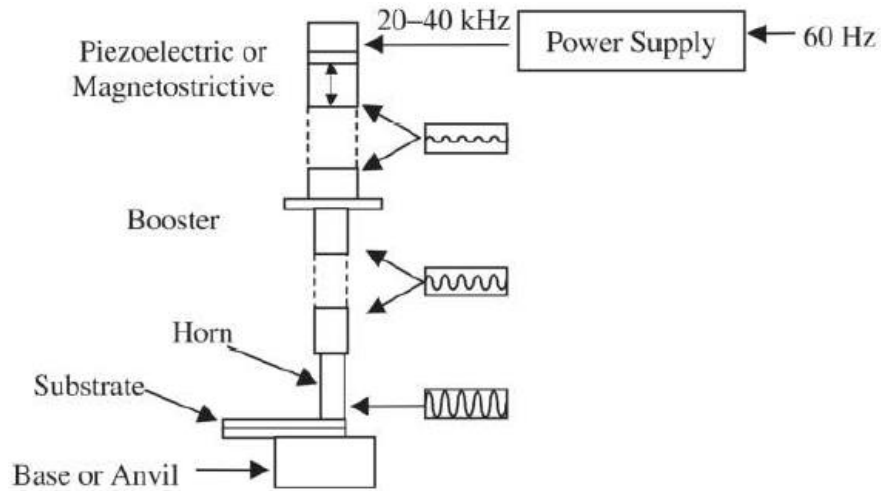 20–40 kHz
Power Supply
60 Hz
Piezoelectric or
Magnetostrictive
Booster
Horn
Substrate
Base or Anvil